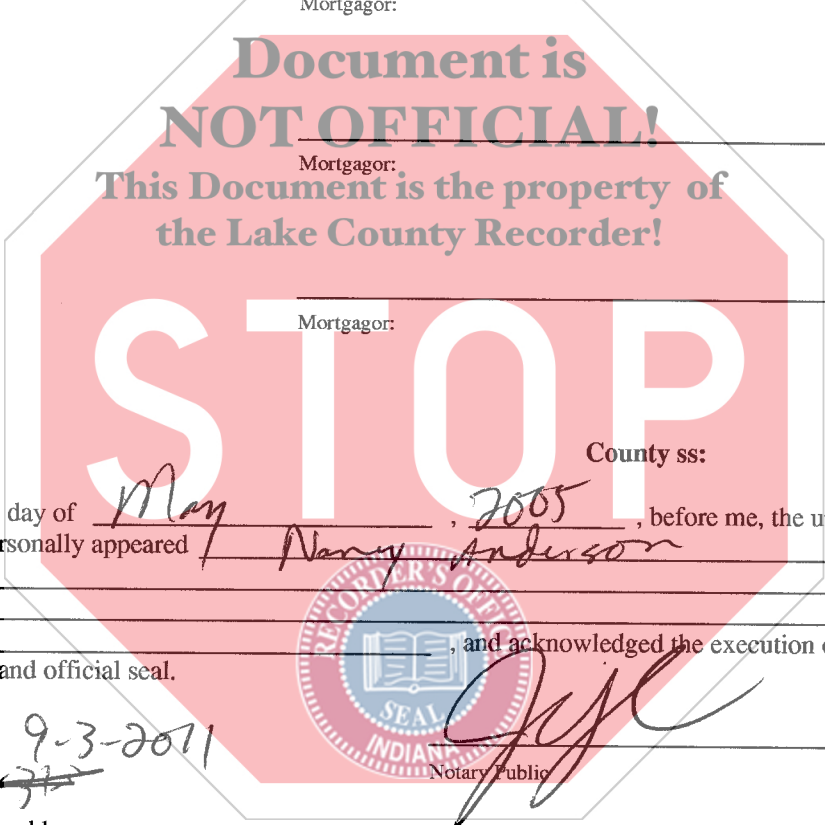 Mortgagor:
Document is
NOT OFFICIAL!
Mortgagor:
This Document is the property of
the Lake County Recorder!
STOP
Mortgagor:
County ss:
day of May , 2005 , before me, the u
rsonally appeared Nancy Anderson
, and acknowledged the execution
and official seal.
RECORDER'S OFFICE
SEAL
INDIANA
9-3-2011
Notary Public